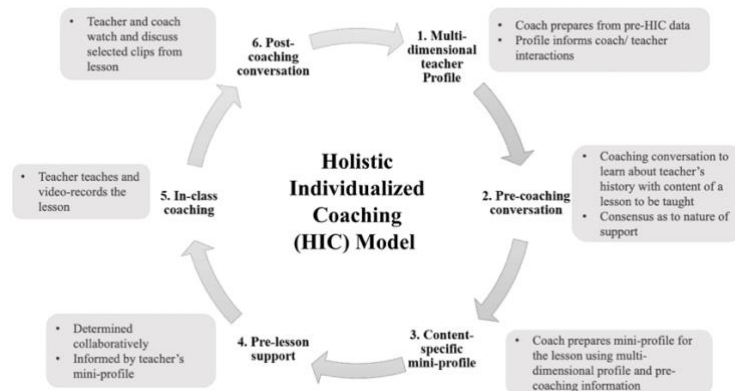 Holistic
Individualized
Coaching
(HIC) Model
1. Multi-
dimensional
teacher
Profile
• Coach prepares from pre-HIC data
• Profile informs coach/ teacher
interactions
2. Pre-coaching
conversation
• Coaching conversation to
learn about teacher's
history with content of a
lesson to be taught
• Consensus as to nature of
support
3. Content-
specific
mini-profile
• Coach prepares mini-profile for
the lesson using multi-
dimensional profile and pre-
coaching information
4. Pre-lesson
support
• Determined
collaboratively
• Informed by teacher's
mini-profile
5. In-class
coaching
• Teacher teaches and
video-records the
lesson
6. Post-
coaching
conversation
• Teacher and coach
watch and discuss
selected clips from
lesson